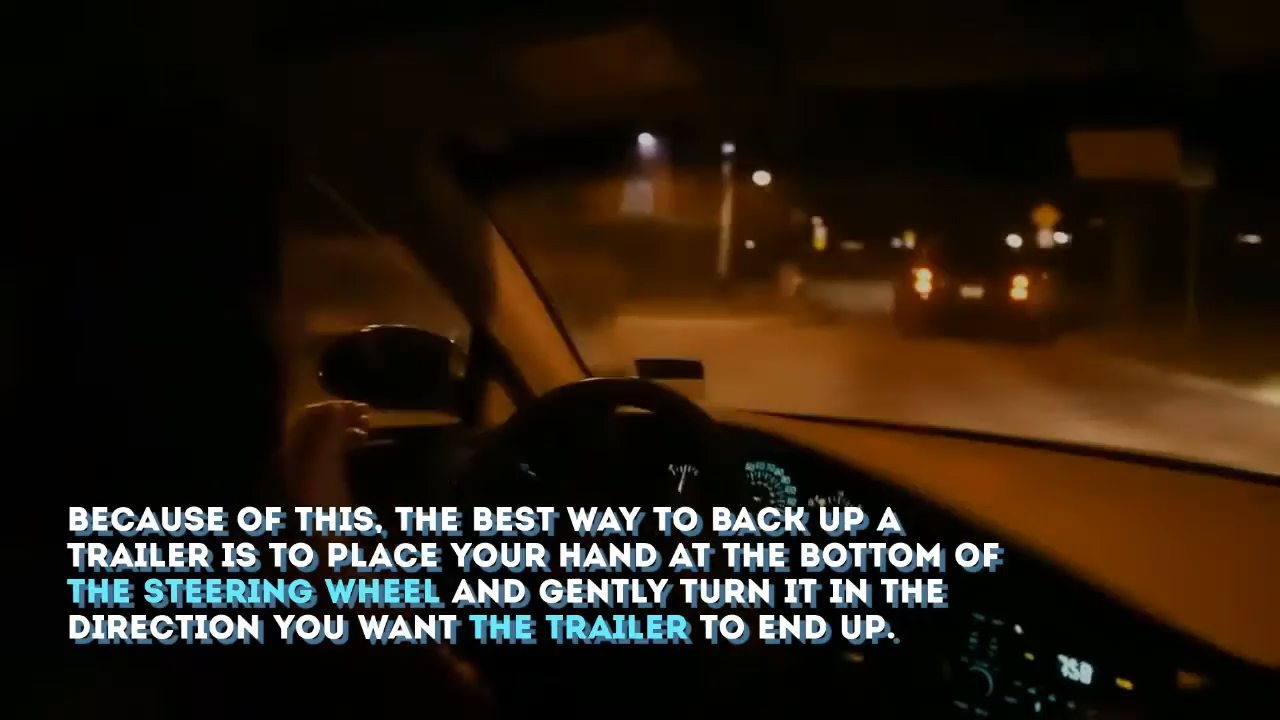 BECAUSE OF THIS, THE BEST WAY TO BACK UP A
TRAILER IS TO PLACE YOUR HAND AT THE BOTTOM OF
THE STEERING WHEEL AND GENTLY TURN IT IN THE
DIRECTION YOU WANT THE TRAILER TO END UP.